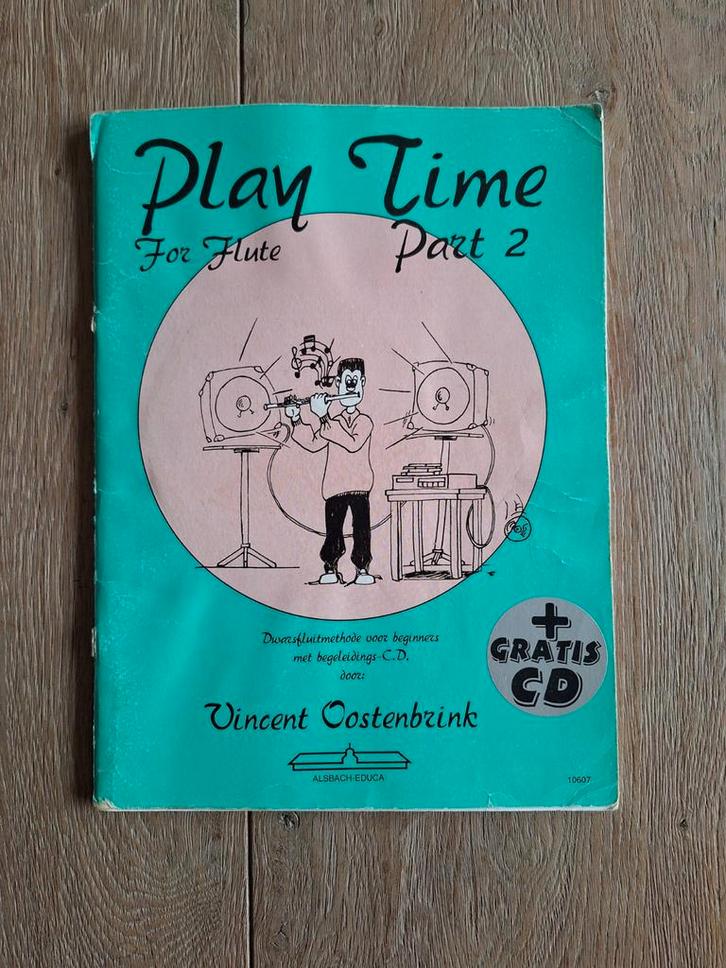 Play Time
For Flute Part 2
Dwarsfluitmethode voor beginners
met begeleidings-C.D.
door:
+
GRATIS
CD
Vincent Oostenbrink
ALSBACH-EDUCA
10607